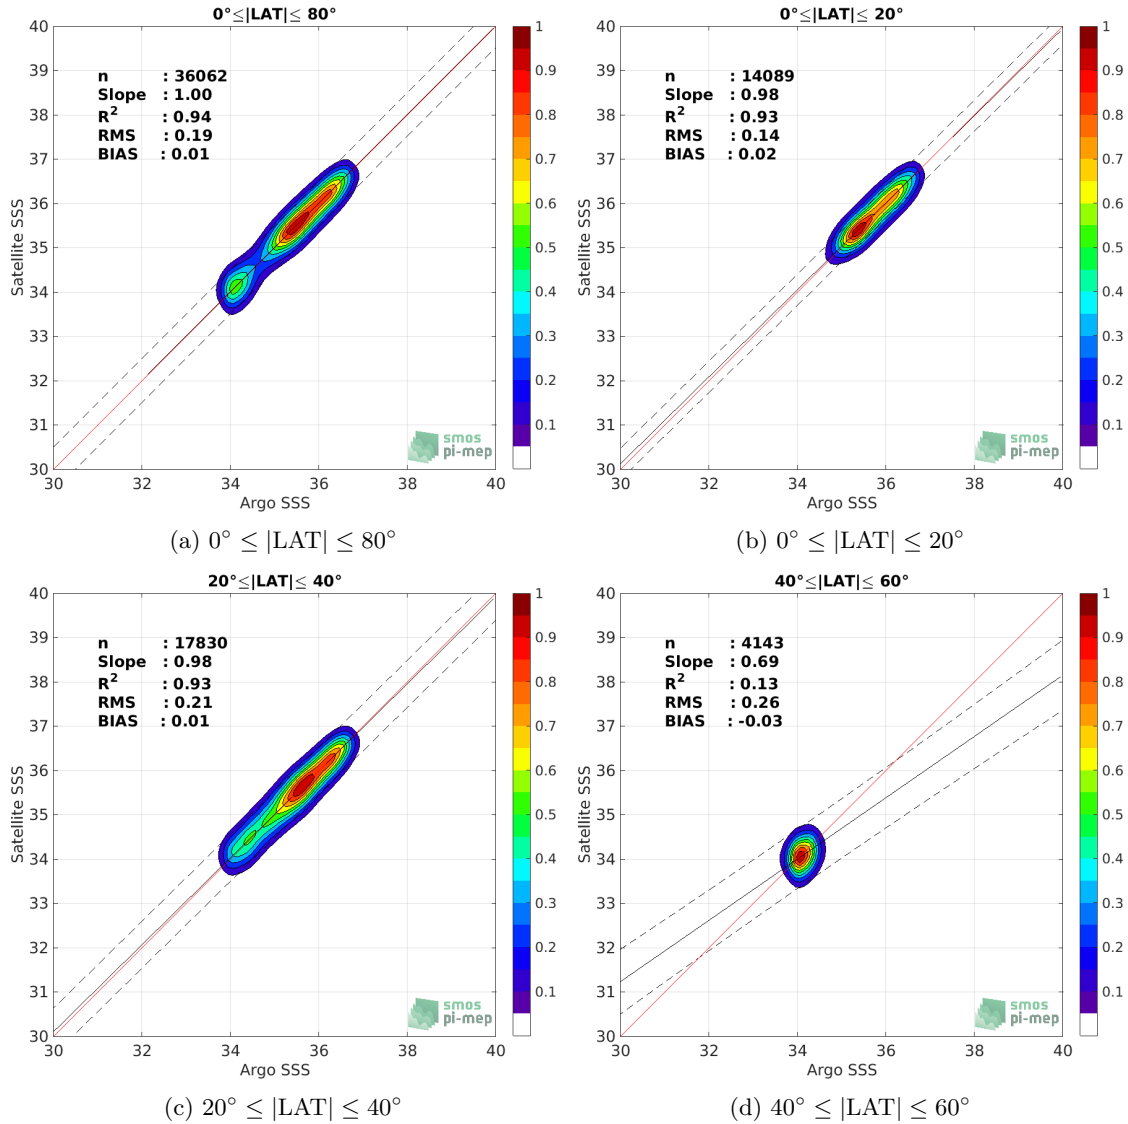 0°≤|LAT|≤ 80°
n : 36062
Slope : 1.00
R² : 0.94
RMS : 0.19
BIAS : 0.01
40
39
38
37
36
35
34
33
32
31
30
Satellite SSS
30 32 34 36 38 40
Argo SSS
1
0.9
0.8
0.7
0.6
0.5
0.4
0.3
0.2
0.1
smos
pi-mep
(a) 0° ≤ |LAT| ≤ 80°
0°≤|LAT|≤ 20°
n : 14089
Slope : 0.98
R² : 0.93
RMS : 0.14
BIAS : 0.02
40
39
38
37
36
35
34
33
32
31
30
Satellite SSS
30 32 34 36 38 40
Argo SSS
1
0.9
0.8
0.7
0.6
0.5
0.4
0.3
0.2
0.1
smos
pi-mep
(b) 0° ≤ |LAT| ≤ 20°
20°≤|LAT|≤ 40°
n : 17830
Slope : 0.98
R² : 0.93
RMS : 0.21
BIAS : 0.01
40
39
38
37
36
35
34
33
32
31
30
Satellite SSS
30 32 34 36 38 40
Argo SSS
1
0.9
0.8
0.7
0.6
0.5
0.4
0.3
0.2
0.1
smos
pi-mep
(c) 20° ≤ |LAT| ≤ 40°
40°≤|LAT|≤ 60°
n : 4143
Slope : 0.69
R² : 0.13
RMS : 0.26
BIAS : -0.03
40
39
38
37
36
35
34
33
32
31
30
Satellite SSS
30 32 34 36 38 40
Argo SSS
1
0.9
0.8
0.7
0.6
0.5
0.4
0.3
0.2
0.1
smos
pi-mep
(d) 40° ≤ |LAT| ≤ 60°